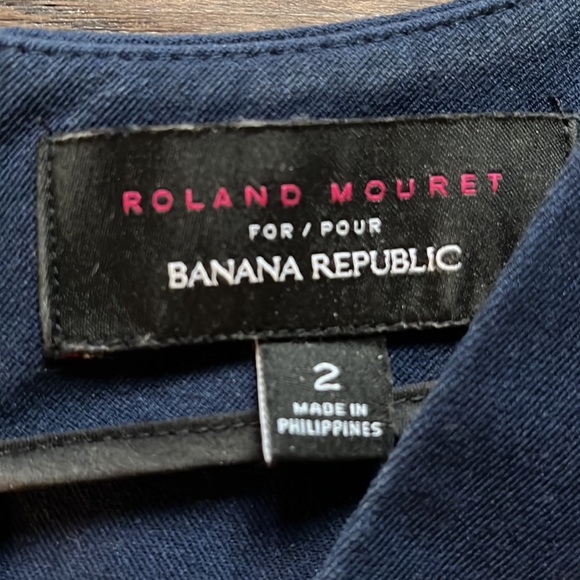 ROLAND MOURET
FOR / POUR
BANANA REPUBLIC
2
MADE IN
PHILIPPINES